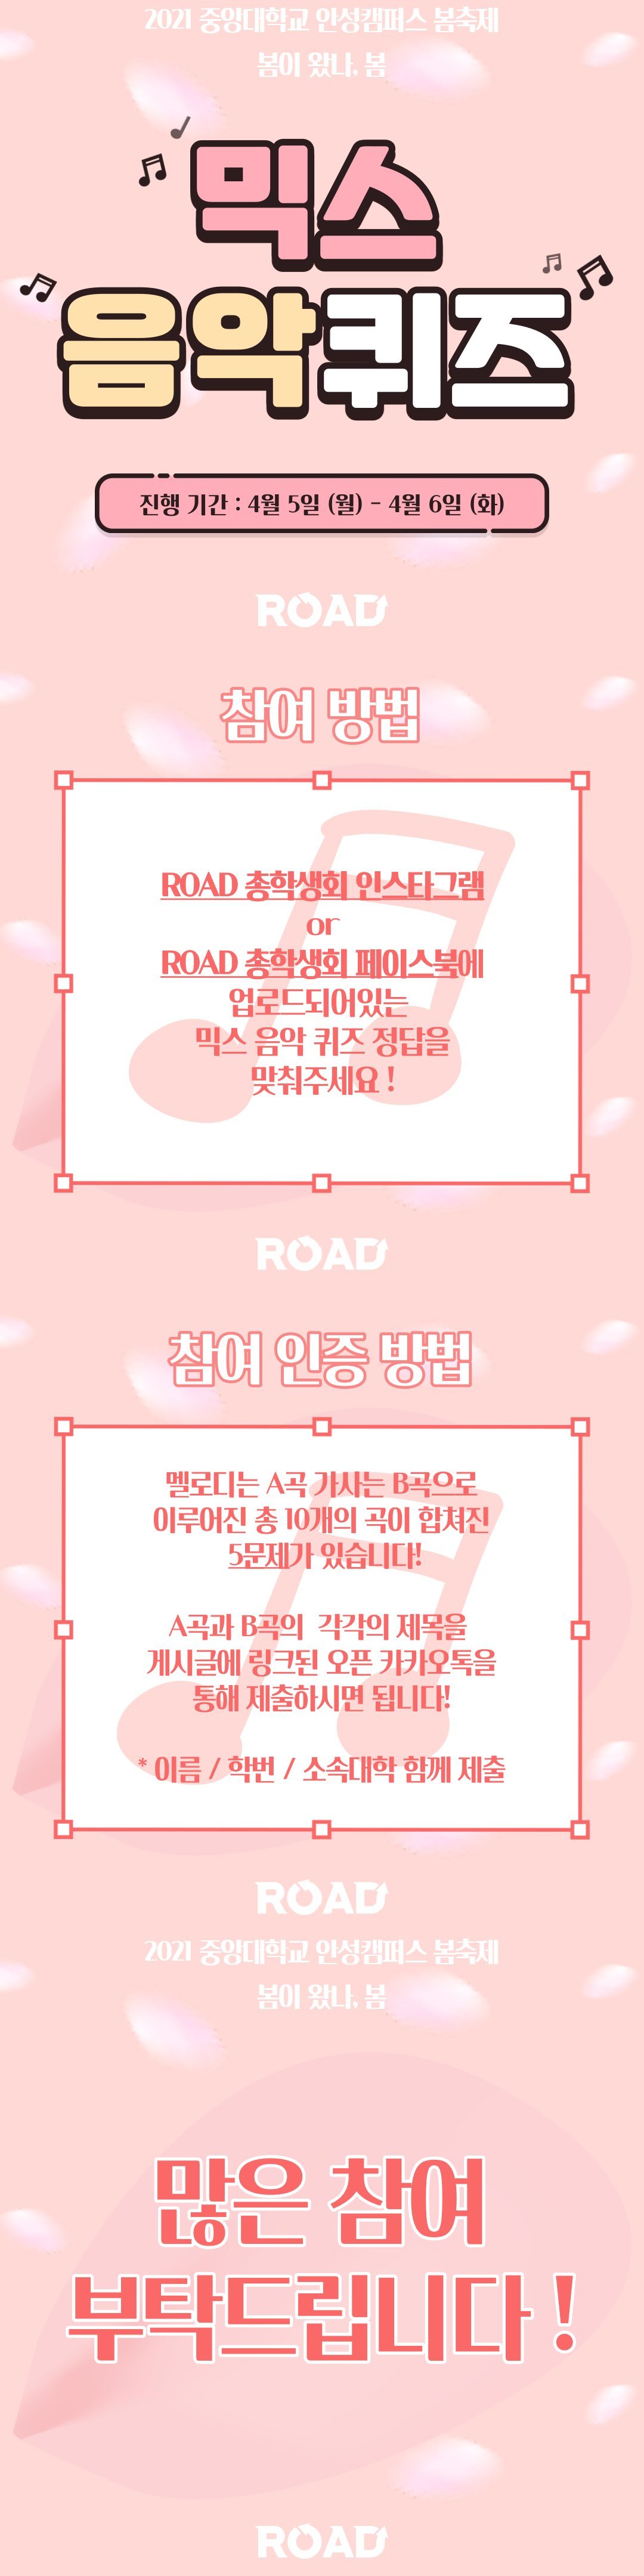 2021 중앙대학교 안성캠퍼스 봄축제
봄이 왔나, 봄
믹스
음악퀴즈
진행 기간 : 4월 5일 (월) - 4월 6일 (화)
ROAD
참여 방법
ROAD 총학생회 인스타그램
or
ROAD 총학생회 페이스북에
업로드되어있는
믹스 음악 퀴즈 정답을
맞춰주세요 !
ROAD
참여 인증 방법
멜로디는 A곡 가사는 B곡으로
이루어진 총 10개의 곡이 합쳐진
5문제가 있습니다!
A곡과 B곡의 각각의 제목을
게시글에 링크된 오픈 카카오톡을
통해 제출하시면 됩니다!
* 이름 / 학번 / 소속대학 함께 제출
ROAD
2021 중앙대학교 안성캠퍼스 봄축제
봄이 왔나, 봄
많은 참여
부탁드립니다 !
ROAD